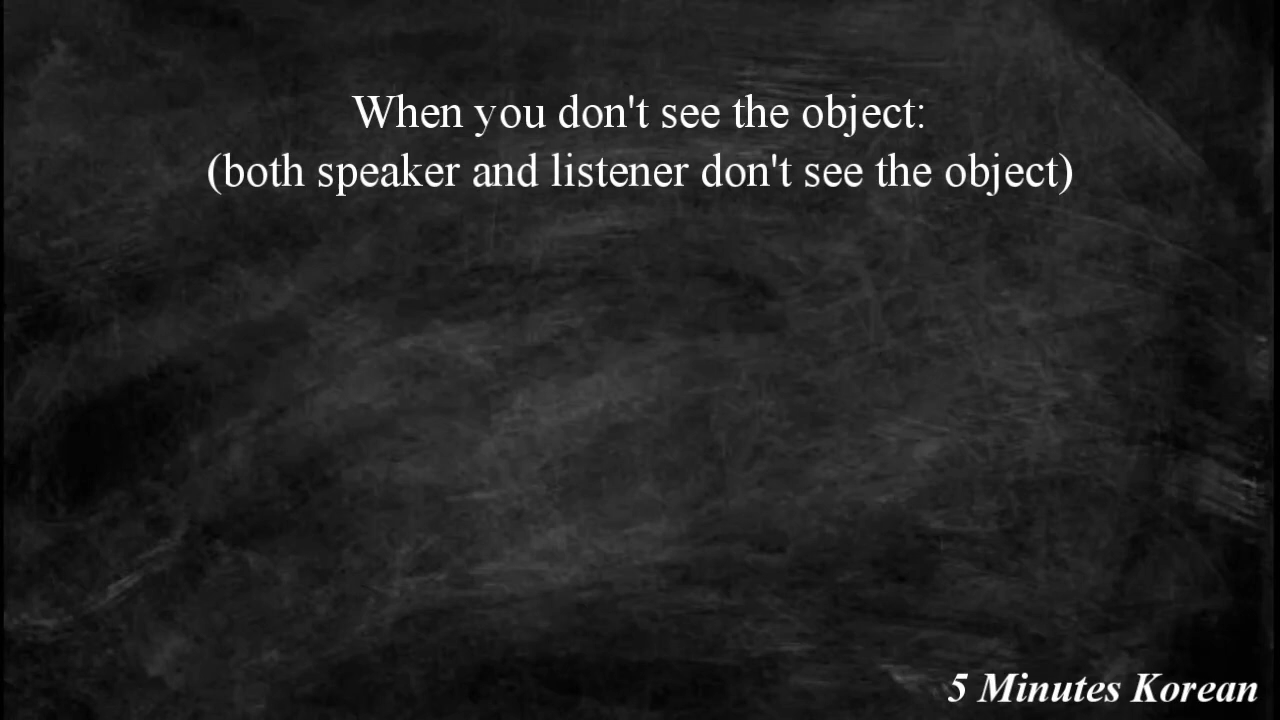 When you don't see the object:
(both speaker and listener don't see the object)
5 Minutes Korean